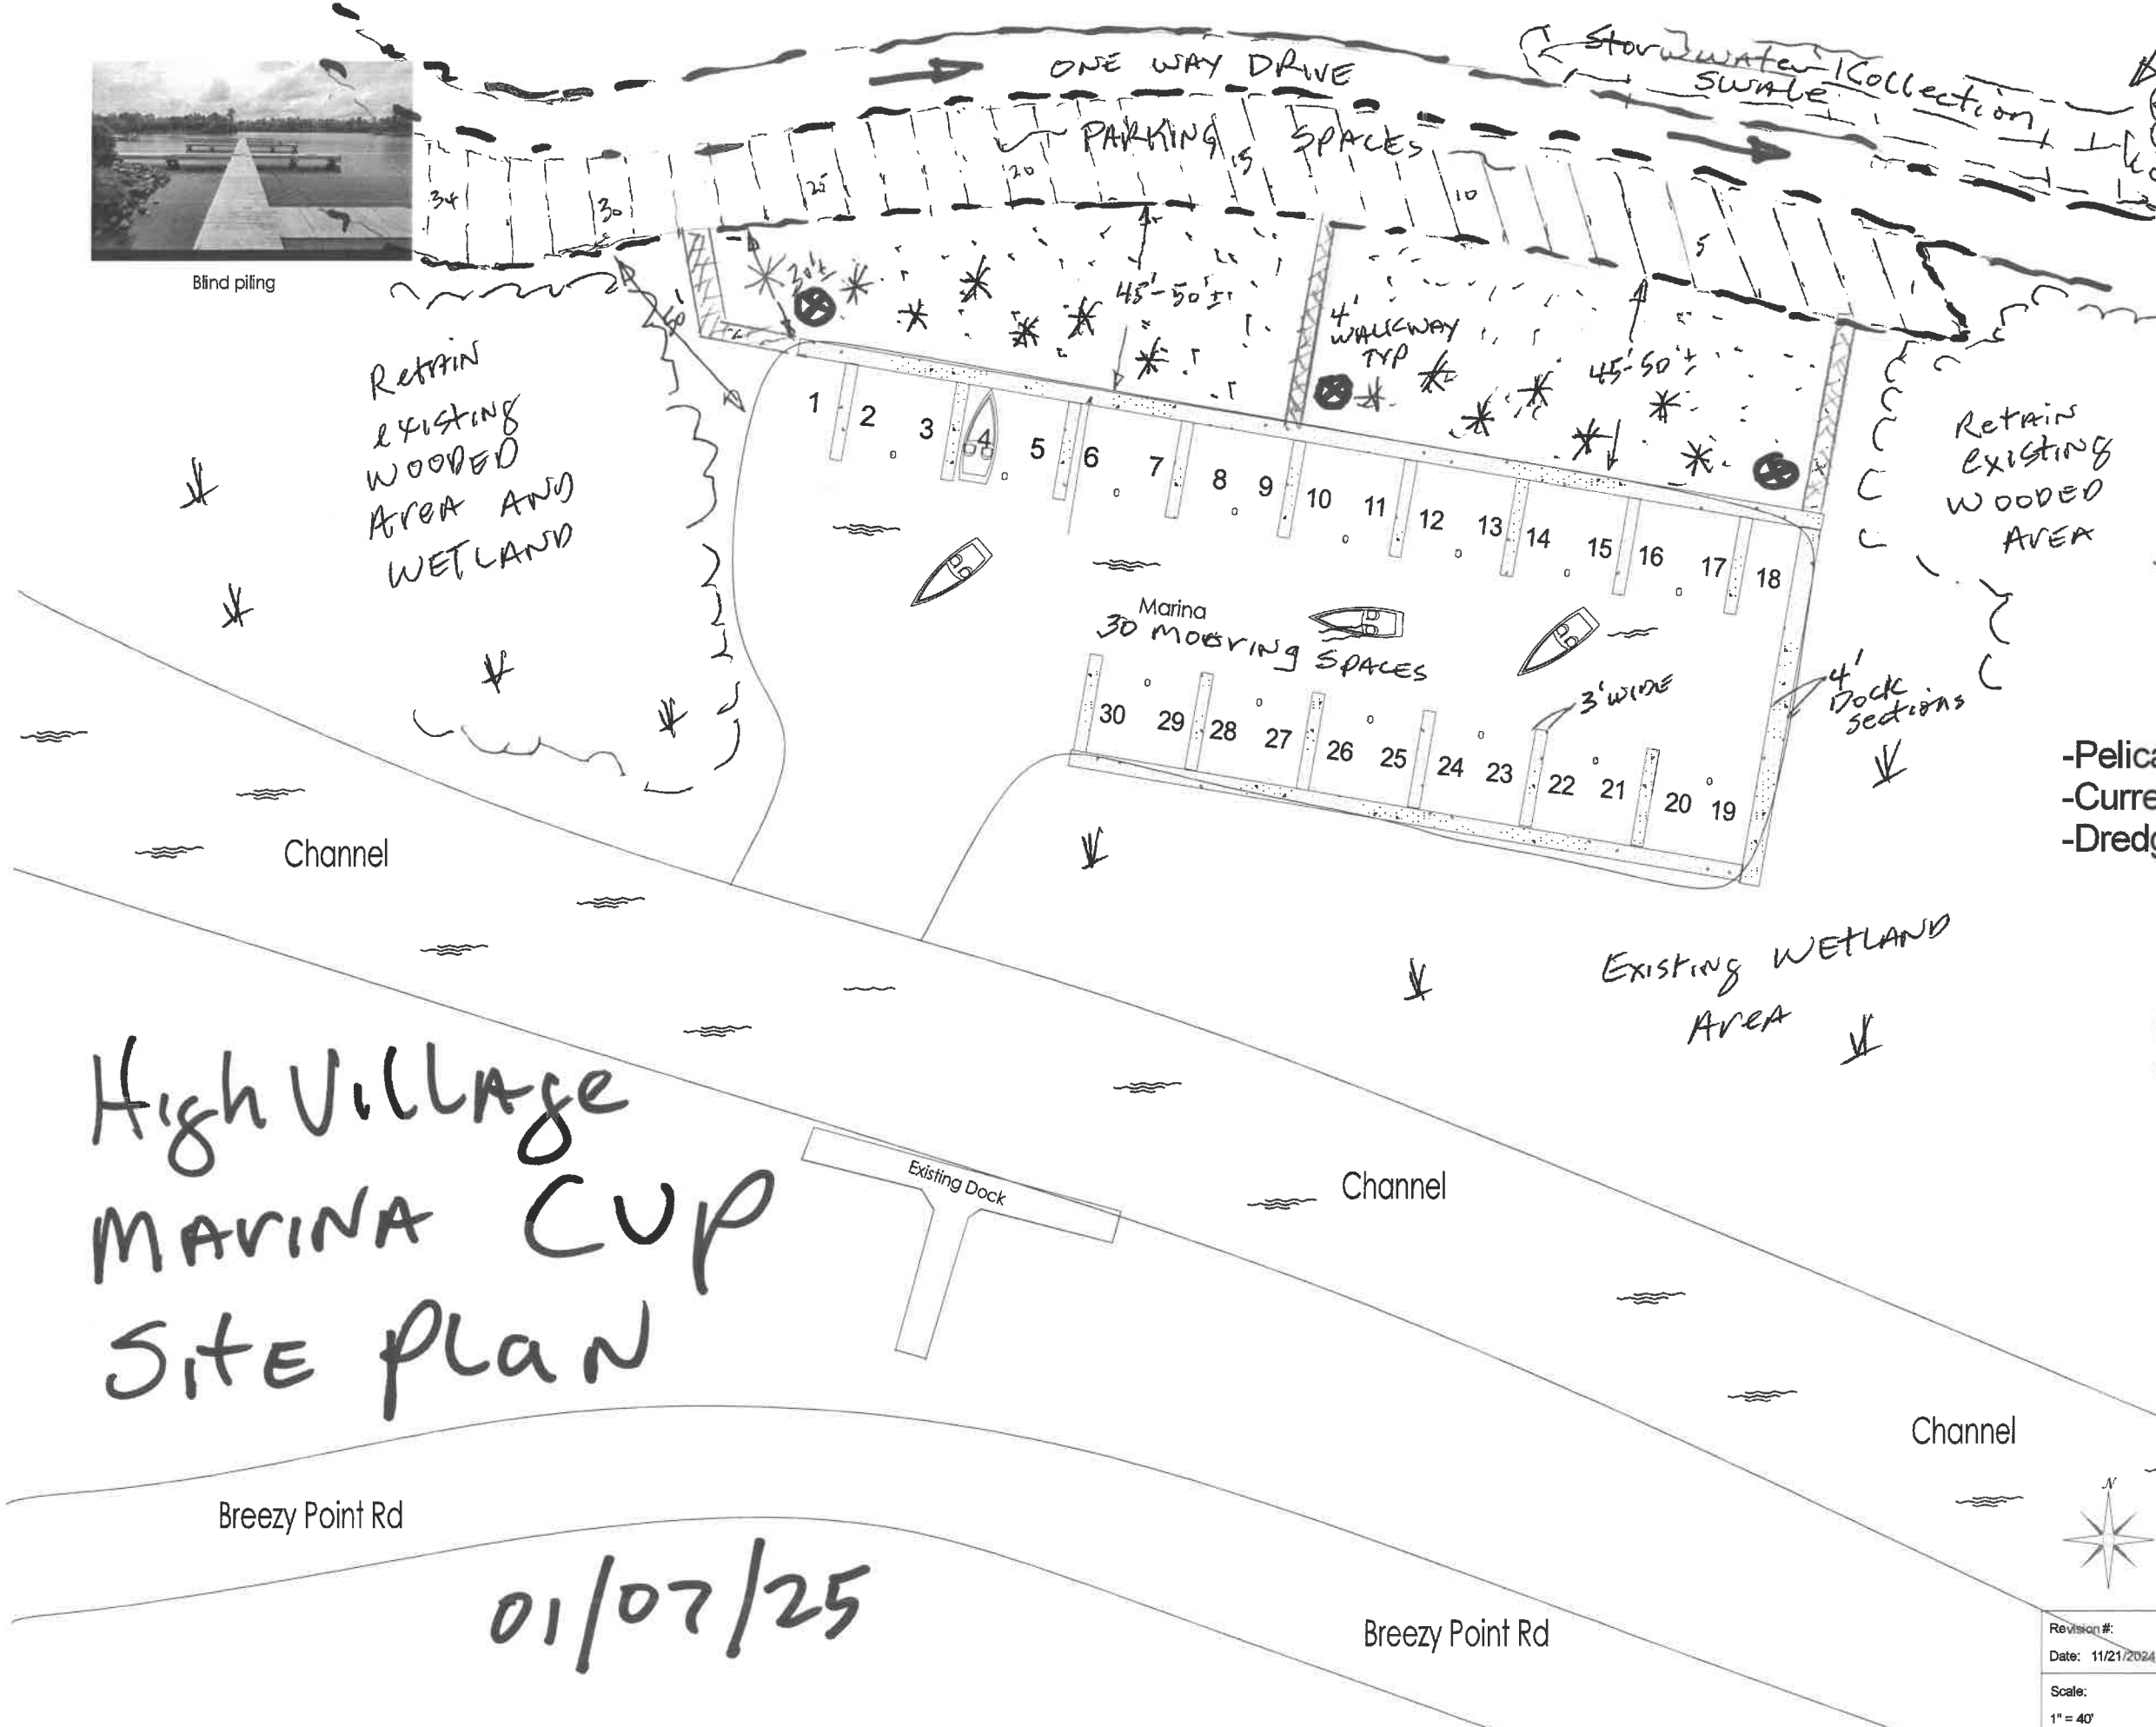 ONE WAY DRIVE
Stormwater Collection
SWALE
PARKING SPACES
34
30
25
20
15
10
5
Blind piling
30'±
45'-50'±
4'
WALKWAY
TYP
45'-50'±
50'
Retain
existing
WOODED
Area AND
WETLAND
Retain
existing
WOODED
Area
1
2
3
4
5
6
7
8
9
10
11
12
13
14
15
16
17
18
Marina
30 Mooring Spaces
3' WIDE
4'
Dock
sections
30
29
28
27
26
25
24
23
22
21
20
19
-Pelica
-Curre
-Dredg
Channel
Existing WETLAND
Area
High Village
MARINA CUP
Site Plan
Existing Dock
Channel
Channel
N
Breezy Point Rd
01/07/25
Breezy Point Rd
Revision #:
Date: 11/21/2024
Scale:
1" = 40'